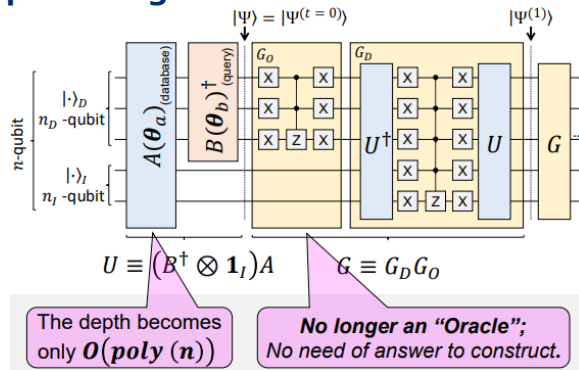 |Ψ⟩ = |Ψ^(t = 0)⟩
|Ψ^(1)⟩
n-qubit
|·⟩_D
n_D -qubit
|·⟩_I
n_I -qubit
A(θ_a) (database)
B(θ_b)† (query)
G_O
X X
X X
X Z X
G_D
U†
X X
X X
X X
X X
X Z X
U
G
U ≡ (B† ⊗ 1_I)A
G ≡ G_D G_O
The depth becomes
only O(poly (n))
No longer an “Oracle”;
No need of answer to construct.